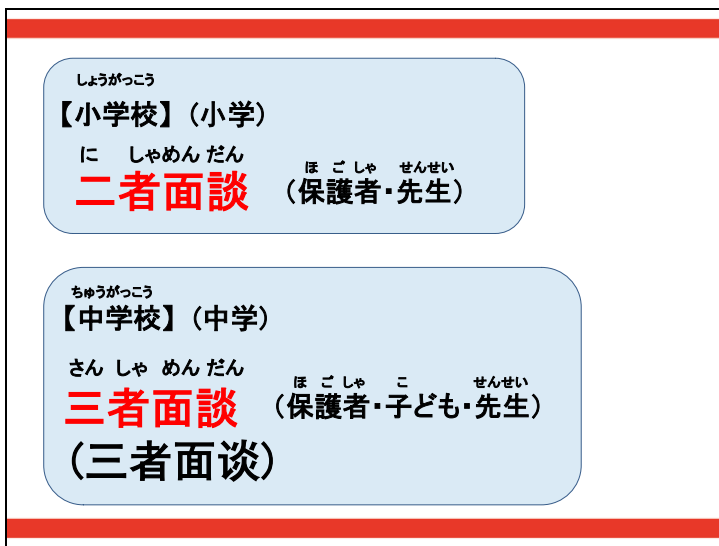 しょうがっこう
【小学校】（小学）
に しゃめん だん
ほ ご しゃ せんせい
二者面談 （保護者・先生）
ちゅうがっこう
【中学校】（中学）
さん しゃ めん だん
ほ ご しゃ こ せんせい
三者面談 （保護者・子ども・先生）
（三者面谈）